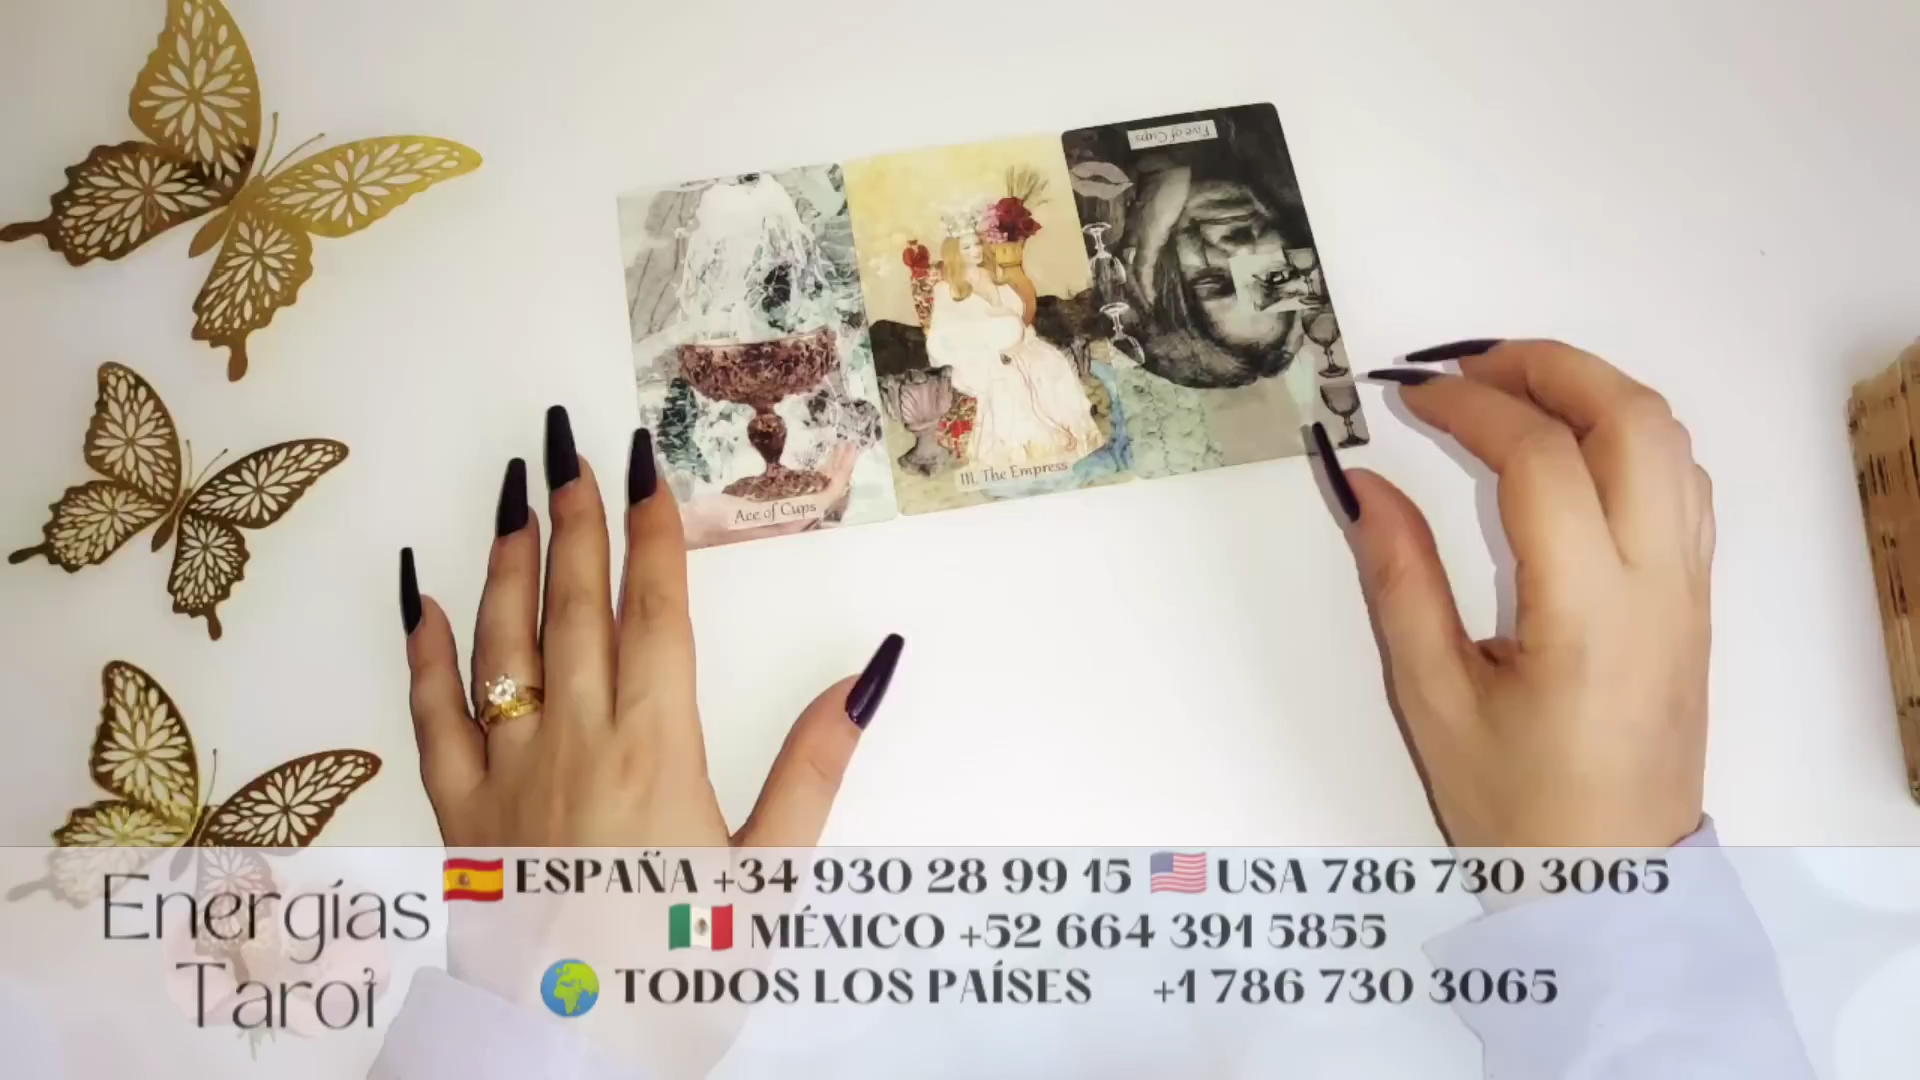 Five of Cups
III. The Empress
Ace of Cups
ESPAÑA +34 930 28 99 15 USA 786 730 3065
MÉXICO +52 664 391 5855
TODOS LOS PAÍSES +1 786 730 3065
Energías
Tarot